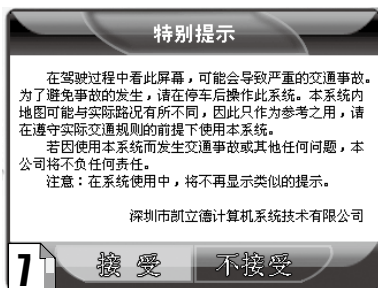 特别提示
在驾驶过程中看此屏幕，可能会导致严重的交通事故。
为了避免事故的发生，请在停车后操作此系统。本系统内
地图可能与实际路况有所不同，因此只作为参考之用，请
在遵守实际交通规则的前提下使用本系统。
若因使用本系统而发生交通事故或其他任何问题，本
公司将不负任何责任。
注意：在系统使用中，将不再显示类似的提示。
深圳市凯立德计算机系统技术有限公司
7 接 受 不接受